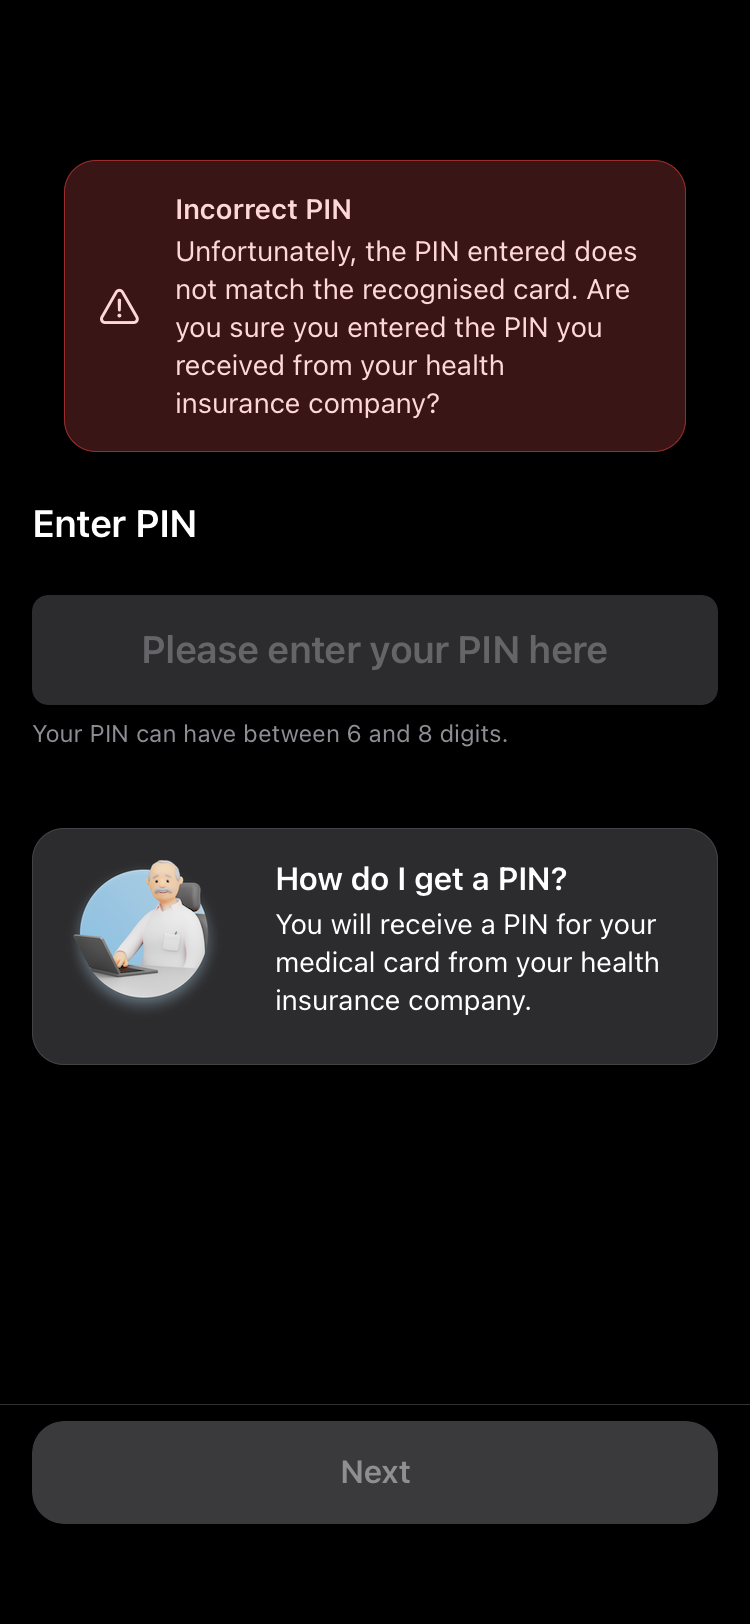 Incorrect PIN
Unfortunately, the PIN entered does
not match the recognised card. Are
you sure you entered the PIN you
received from your health
insurance company?
Enter PIN
Please enter your PIN here
Your PIN can have between 6 and 8 digits.
How do I get a PIN?
You will receive a PIN for your
medical card from your health
insurance company.
Next